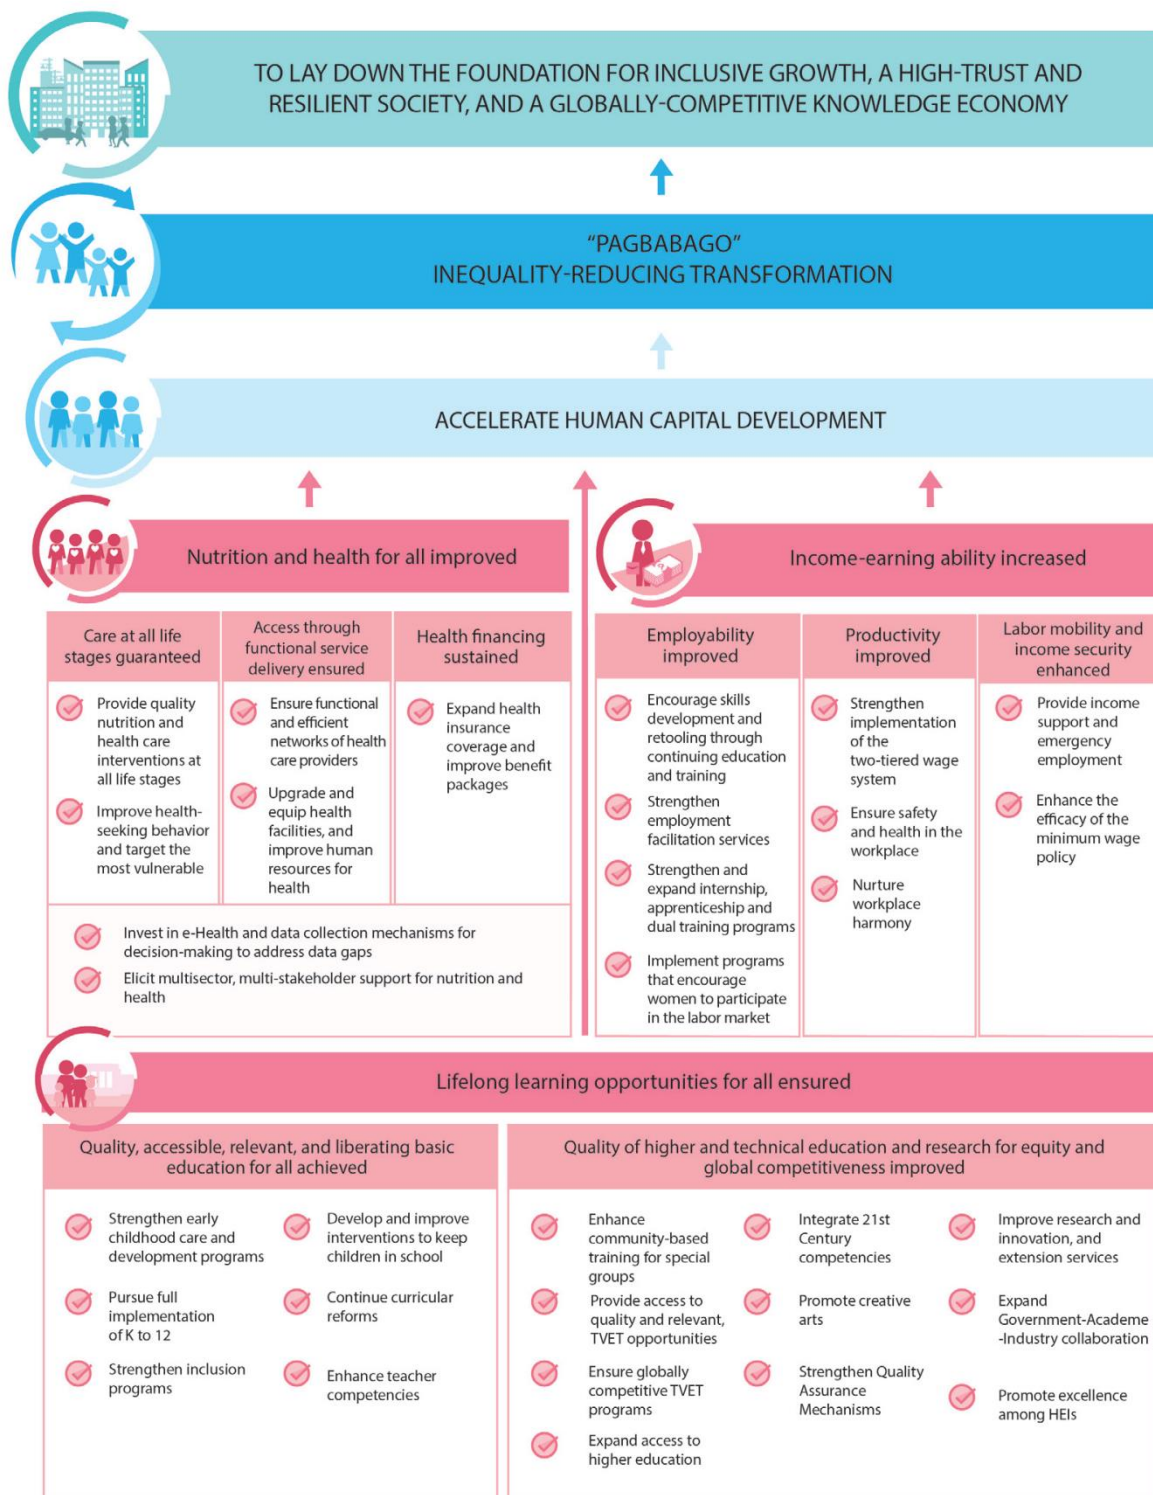 TO LAY DOWN THE FOUNDATION FOR INCLUSIVE GROWTH, A HIGH-TRUST AND
RESILIENT SOCIETY, AND A GLOBALLY-COMPETITIVE KNOWLEDGE ECONOMY
“PAGBABAGO”
INEQUALITY-REDUCING TRANSFORMATION
ACCELERATE HUMAN CAPITAL DEVELOPMENT
Nutrition and health for all improved
Care at all life
stages guaranteed
Provide quality
nutrition and
health care
interventions at
all life stages
Improve health-
seeking behavior
and target the
most vulnerable
Access through
functional service
delivery ensured
Ensure functional
and efficient
networks of health
care providers
Upgrade and
equip health
facilities, and
improve human
resources for
health
Health financing
sustained
Expand health
insurance
coverage and
improve benefit
packages
Invest in e-Health and data collection mechanisms for
decision-making to address data gaps
Elicit multisector, multi-stakeholder support for nutrition and
health
Income-earning ability increased
Employability
improved
Encourage skills
development and
retooling through
continuing education
and training
Strengthen
employment
facilitation services
Strengthen and
expand internship,
apprenticeship and
dual training programs
Implement programs
that encourage
women to participate
in the labor market
Productivity
improved
Strengthen
implementation
of the
two-tiered wage
system
Ensure safety
and health in the
workplace
Nurture
workplace
harmony
Labor mobility and
income security
enhanced
Provide income
support and
emergency
employment
Enhance the
efficacy of the
minimum wage
policy
Lifelong learning opportunities for all ensured
Quality, accessible, relevant, and liberating basic
education for all achieved
Strengthen early
childhood care and
development programs
Pursue full
implementation
of K to 12
Strengthen inclusion
programs
Develop and improve
interventions to keep
children in school
Continue curricular
reforms
Enhance teacher
competencies
Quality of higher and technical education and research for equity and
global competitiveness improved
Enhance
community-based
training for special
groups
Provide access to
quality and relevant,
TVET opportunities
Ensure globally
competitive TVET
programs
Expand access to
higher education
Integrate 21st
Century
competencies
Promote creative
arts
Strengthen Quality
Assurance
Mechanisms
Improve research and
innovation, and
extension services
Expand
Government-Academe
-Industry collaboration
Promote excellence
among HEIs